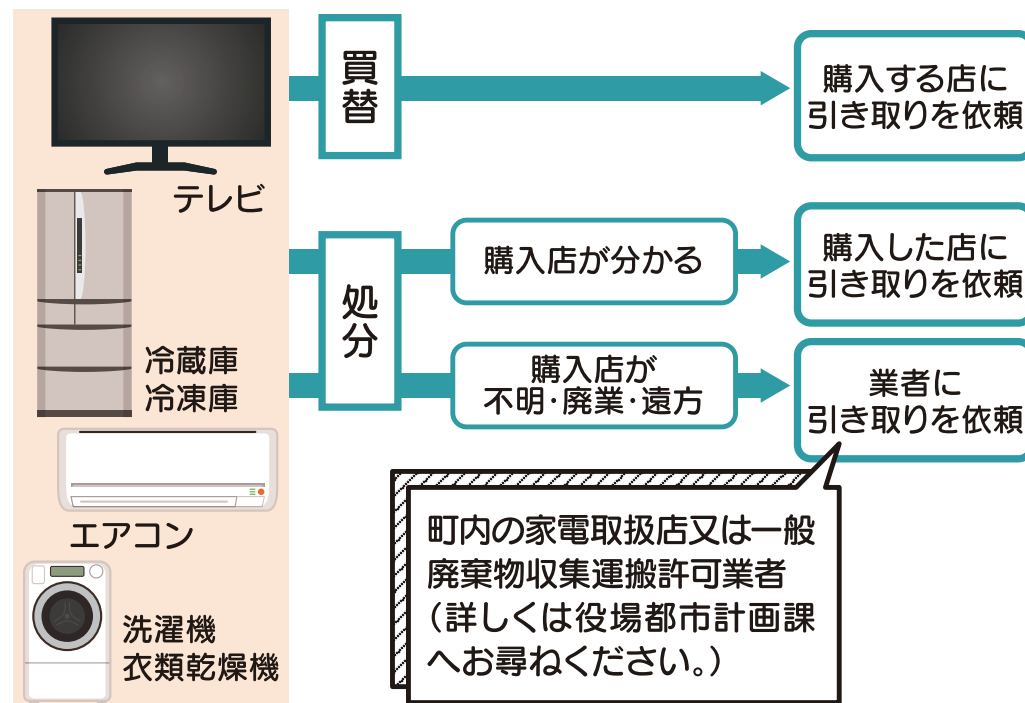 テレビ
冷蔵庫
冷凍庫
エアコン
洗濯機
衣類乾燥機
買替
購入する店に
引き取りを依頼
処分
購入店が分かる
購入した店に
引き取りを依頼
購入店が
不明・廃業・遠方
業者に
引き取りを依頼
町内の家電取扱店又は一般
廃棄物収集運搬許可業者
（詳しくは役場都市計画課
へお尋ねください。）